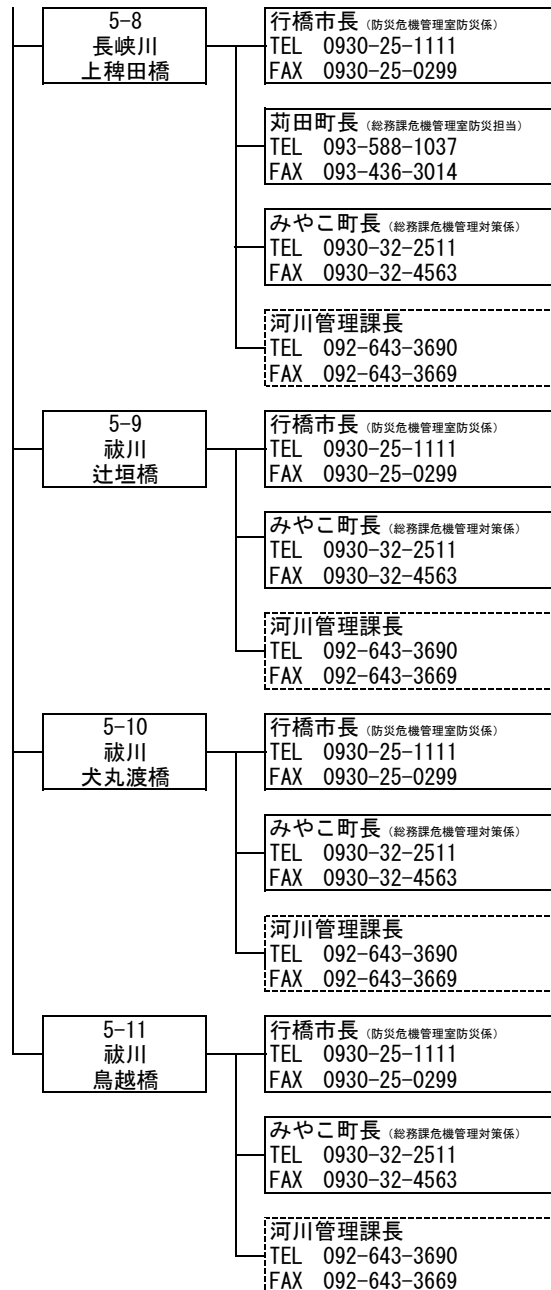 5-8
長峡川
上稗田橋
行橋市長（防災危機管理室防災係）
TEL 0930-25-1111
FAX 0930-25-0299
苅田町長（総務課危機管理室防災担当）
TEL 093-588-1037
FAX 093-436-3014
みやこ町長（総務課危機管理対策係）
TEL 0930-32-2511
FAX 0930-32-4563
河川管理課長
TEL 092-643-3690
FAX 092-643-3669
5-9
祓川
辻垣橋
行橋市長（防災危機管理室防災係）
TEL 0930-25-1111
FAX 0930-25-0299
みやこ町長（総務課危機管理対策係）
TEL 0930-32-2511
FAX 0930-32-4563
河川管理課長
TEL 092-643-3690
FAX 092-643-3669
5-10
祓川
犬丸渡橋
行橋市長（防災危機管理室防災係）
TEL 0930-25-1111
FAX 0930-25-0299
みやこ町長（総務課危機管理対策係）
TEL 0930-32-2511
FAX 0930-32-4563
河川管理課長
TEL 092-643-3690
FAX 092-643-3669
5-11
祓川
鳥越橋
行橋市長（防災危機管理室防災係）
TEL 0930-25-1111
FAX 0930-25-0299
みやこ町長（総務課危機管理対策係）
TEL 0930-32-2511
FAX 0930-32-4563
河川管理課長
TEL 092-643-3690
FAX 092-643-3669